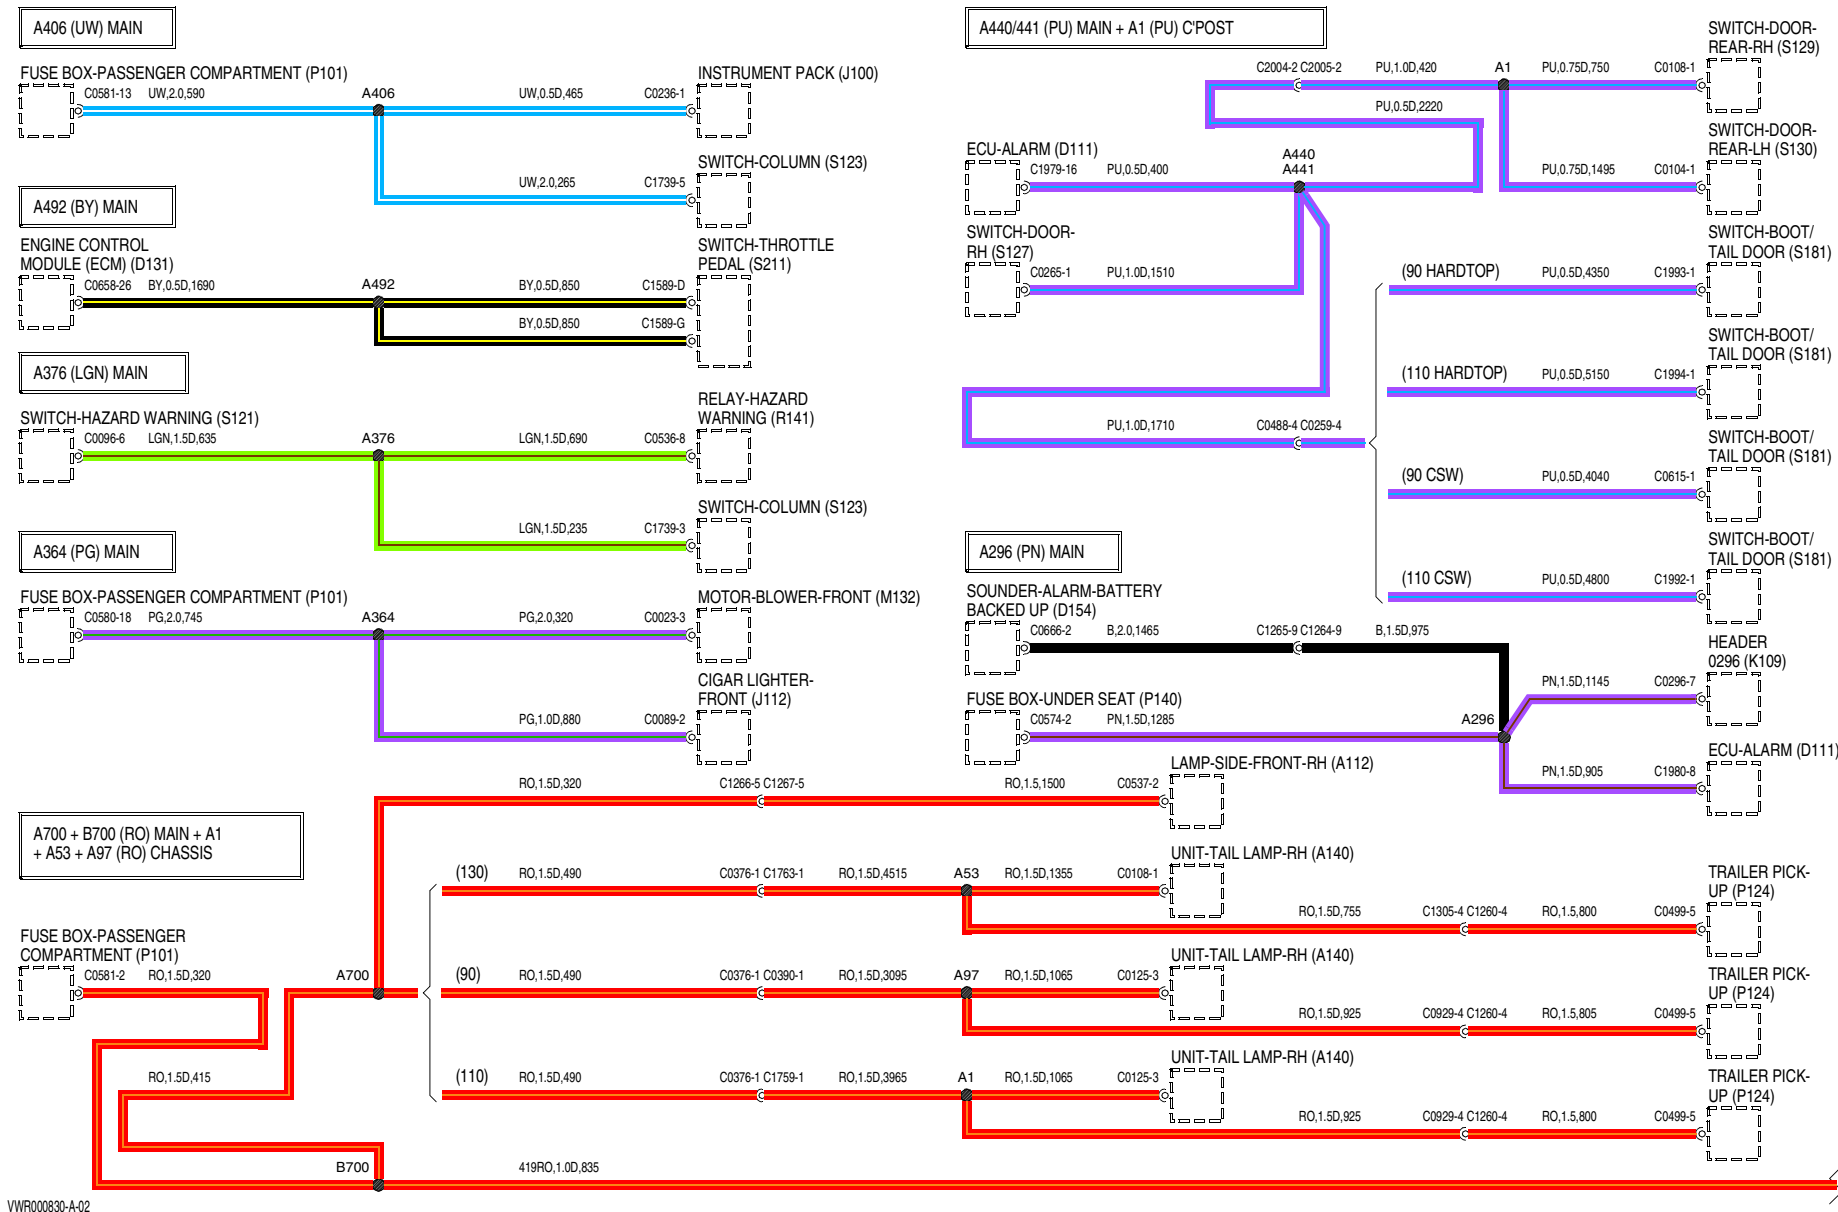 A406 (UW) MAIN
FUSE BOX-PASSENGER COMPARTMENT (P101)
C0581-13 UW,2.0,590
A406
UW,0.5D,465
C0236-1
INSTRUMENT PACK (J100)
UW,2.0,265
C1739-5
SWITCH-COLUMN (S123)
A492 (BY) MAIN
ENGINE CONTROL
MODULE (ECM) (D131)
C0658-26 BY,0.5D,1690
A492
BY,0.5D,850
C1589-D
SWITCH-THROTTLE
PEDAL (S211)
BY,0.5D,850
C1589-G
A376 (LGN) MAIN
SWITCH-HAZARD WARNING (S121)
C0096-6 LGN,1.5D,635
A376
LGN,1.5D,690
C0536-8
RELAY-HAZARD
WARNING (R141)
LGN,1.5D,235
C1739-3
SWITCH-COLUMN (S123)
A364 (PG) MAIN
FUSE BOX-PASSENGER COMPARTMENT (P101)
C0580-18 PG,2.0,745
A364
PG,2.0,320
C0023-3
MOTOR-BLOWER-FRONT (M132)
PG,1.0D,880
C0089-2
CIGAR LIGHTER-
FRONT (J112)
A440/441 (PU) MAIN + A1 (PU) C'POST
C2004-2 C2005-2
PU,1.0D,420
A1
PU,0.75D,750
C0108-1
SWITCH-DOOR-
REAR-RH (S129)
PU,0.5D,2220
ECU-ALARM (D111)
C1979-16
PU,0.5D,400
A440
A441
PU,0.75D,1495
C0104-1
SWITCH-DOOR-
REAR-LH (S130)
SWITCH-DOOR-
RH (S127)
C0265-1
PU,1.0D,1510
(90 HARDTOP)
PU,0.5D,4350
C1993-1
SWITCH-BOOT/
TAIL DOOR (S181)
(110 HARDTOP)
PU,0.5D,5150
C1994-1
SWITCH-BOOT/
TAIL DOOR (S181)
PU,1.0D,1710
C0488-4 C0259-4
(90 CSW)
PU,0.5D,4040
C0615-1
SWITCH-BOOT/
TAIL DOOR (S181)
(110 CSW)
PU,0.5D,4800
C1992-1
SWITCH-BOOT/
TAIL DOOR (S181)
A296 (PN) MAIN
SOUNDER-ALARM-BATTERY
BACKED UP (D154)
C0666-2
B,2.0,1465
C1265-9 C1264-9
B,1.5D,975
HEADER
0296 (K109)
PN,1.5D,1145
C0296-7
FUSE BOX-UNDER SEAT (P140)
C0574-2
PN,1.5D,1285
A296
ECU-ALARM (D111)
PN,1.5D,905
C1980-8
A700 + B700 (RO) MAIN + A1
+ A53 + A97 (RO) CHASSIS
RO,1.5D,320
C1266-5 C1267-5
RO,1.5,1500
C0537-2
LAMP-SIDE-FRONT-RH (A112)
(130)
RO,1.5D,490
C0376-1 C1763-1
RO,1.5D,4515
A53
RO,1.5D,1355
C0108-1
UNIT-TAIL LAMP-RH (A140)
RO,1.5D,755
C1305-4 C1260-4
RO,1.5,800
C0499-5
TRAILER PICK-
UP (P124)
FUSE BOX-PASSENGER
COMPARTMENT (P101)
C0581-2 RO,1.5D,320
A700
(90)
RO,1.5D,490
C0376-1 C0390-1
RO,1.5D,3095
A97
RO,1.5D,1065
C0125-3
UNIT-TAIL LAMP-RH (A140)
RO,1.5D,925
C0929-4 C1260-4
RO,1.5,805
C0499-5
TRAILER PICK-
UP (P124)
RO,1.5D,415
(110)
RO,1.5D,490
C0376-1 C1759-1
RO,1.5D,3965
A1
RO,1.5D,1065
C0125-3
UNIT-TAIL LAMP-RH (A140)
RO,1.5D,925
C0929-4 C1260-4
RO,1.5,800
C0499-5
TRAILER PICK-
UP (P124)
B700
419RO,1.0D,835
VWR000830-A-02